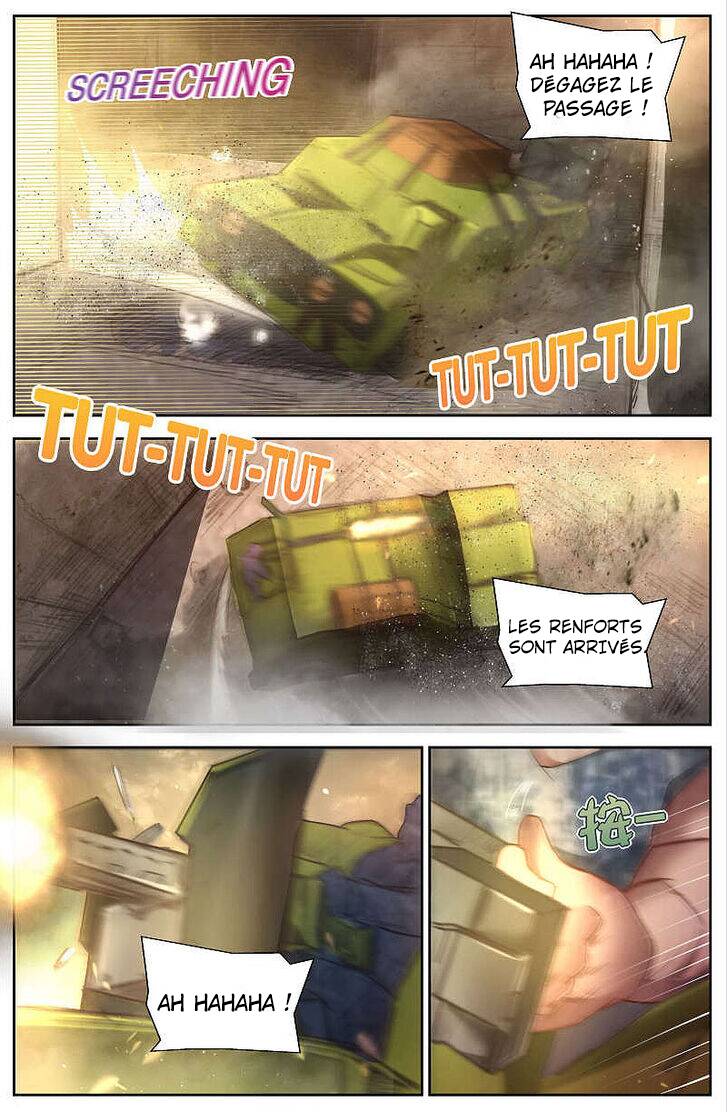 SCREECHING
AH HAHAHA !
DÉGAGEZ LE
PASSAGE !
TUT-TUT-TUT
TUT-TUT-TUT
LES RENFORTS
SONT ARRIVÉS.
按一
AH HAHAHA !